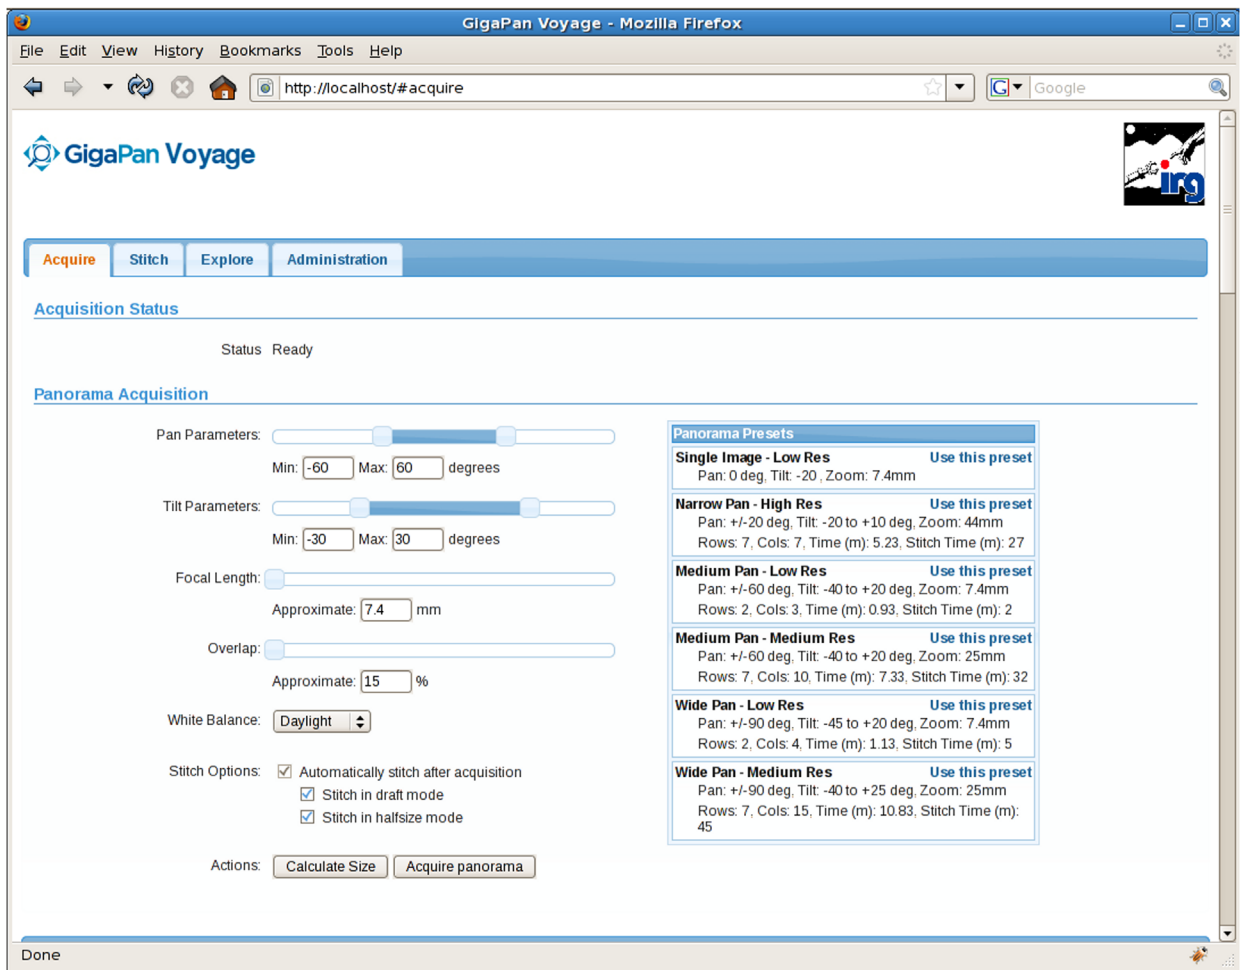 GigaPan Voyage - Mozilla Firefox
File Edit View History Bookmarks Tools Help
http://localhost/#acquire
G Google
GigaPan Voyage
irg
Acquire Stitch Explore Administration
Acquisition Status
Status Ready
Panorama Acquisition
Pan Parameters:
Min: -60 Max: 60 degrees
Tilt Parameters:
Min: -30 Max: 30 degrees
Focal Length:
Approximate: 7.4 mm
Overlap:
Approximate: 15 %
White Balance: Daylight
Stitch Options: Automatically stitch after acquisition
Stitch in draft mode
Stitch in halfsize mode
Actions: Calculate Size Acquire panorama
Panorama Presets
Single Image - Low Res Use this preset
Pan: 0 deg, Tilt: -20 , Zoom: 7.4mm
Narrow Pan - High Res Use this preset
Pan: +/-20 deg, Tilt: -20 to +10 deg, Zoom: 44mm
Rows: 7, Cols: 7, Time (m): 5.23, Stitch Time (m): 27
Medium Pan - Low Res Use this preset
Pan: +/-60 deg, Tilt: -40 to +20 deg, Zoom: 7.4mm
Rows: 2, Cols: 3, Time (m): 0.93, Stitch Time (m): 2
Medium Pan - Medium Res Use this preset
Pan: +/-60 deg, Tilt: -40 to +20 deg, Zoom: 25mm
Rows: 7, Cols: 10, Time (m): 7.33, Stitch Time (m): 32
Wide Pan - Low Res Use this preset
Pan: +/-90 deg, Tilt: -45 to +20 deg, Zoom: 7.4mm
Rows: 2, Cols: 4, Time (m): 1.13, Stitch Time (m): 5
Wide Pan - Medium Res Use this preset
Pan: +/-90 deg, Tilt: -40 to +25 deg, Zoom: 25mm
Rows: 7, Cols: 15, Time (m): 10.83, Stitch Time (m):
45
Done